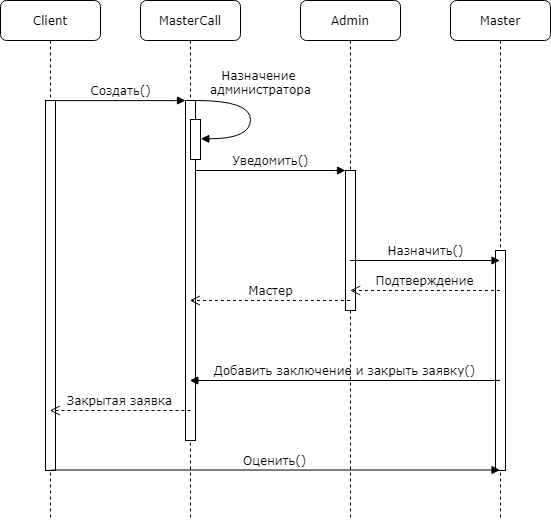 Client
MasterCall
Admin
Master
Назначение
администратора
Создать()
Уведомить()
Назначить()
Подтверждение
Мастер
Добавить заключение и закрыть заявку()
Закрытая заявка
Оценить()